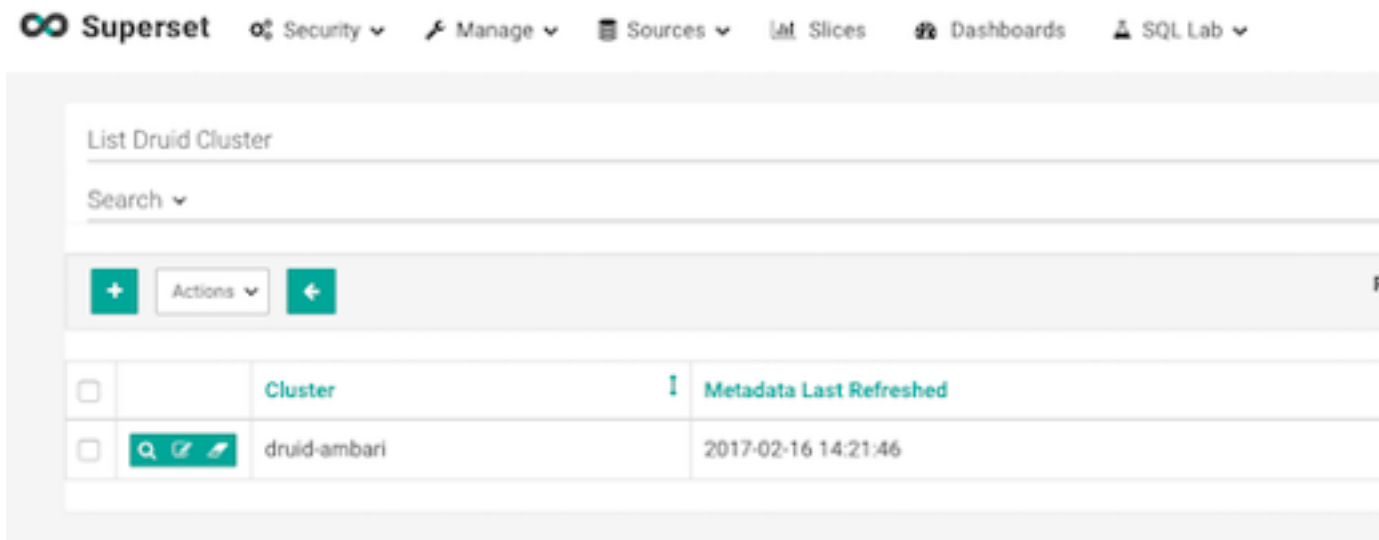 Superset Security Manage Sources Slices Dashboards SQL Lab
List Druid Cluster
Search
Actions
Cluster Metadata Last Refreshed
druid-ambari 2017-02-16 14:21:46